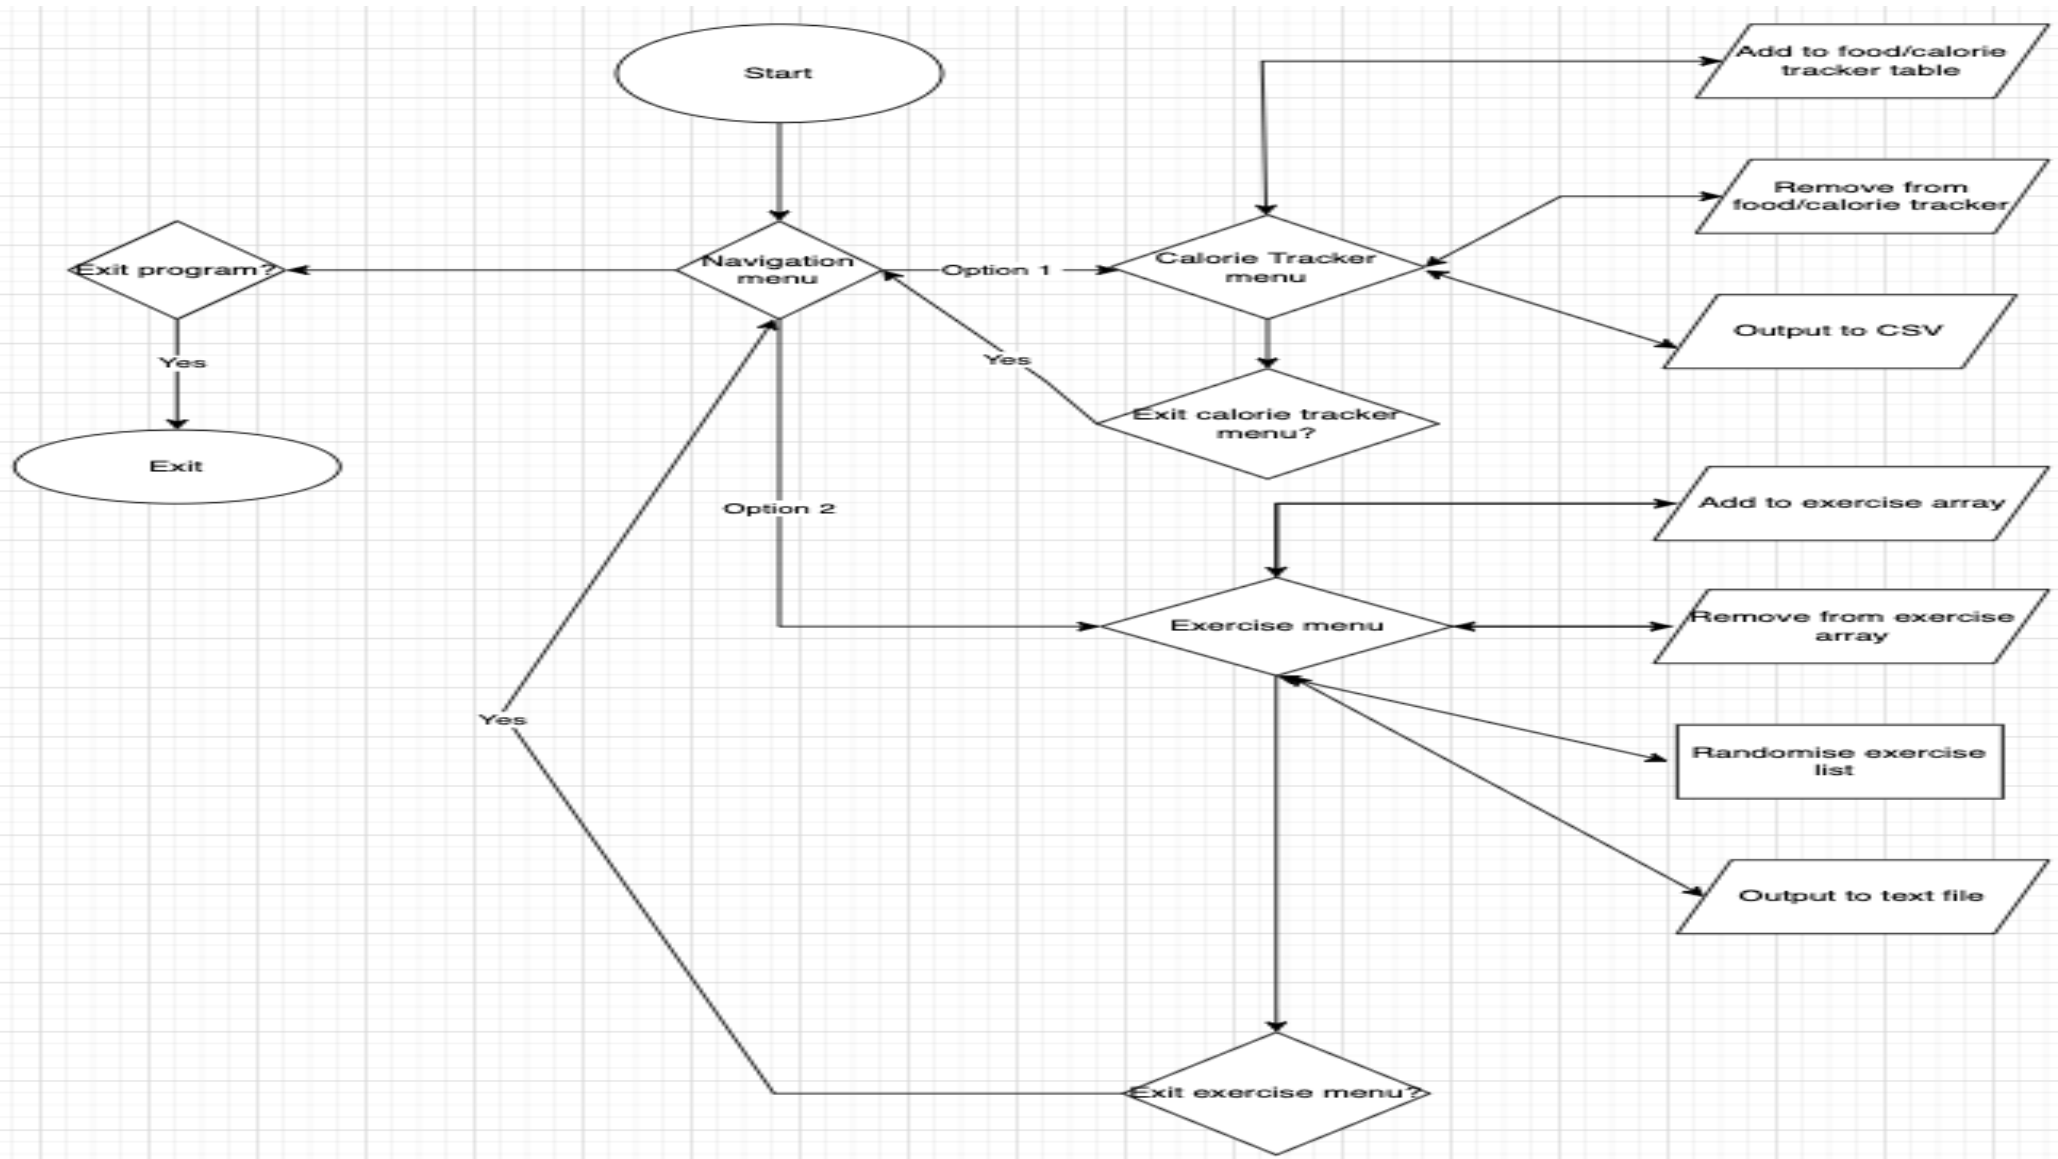 Start
Add to food/calorie
tracker table
Remove from
food/calorie tracker
Exit program?
Navigation
menu
Option 1
Calorie Tracker
menu
Output to CSV
Yes
Yes
Exit calorie tracker
menu?
Exit
Option 2
Add to exercise array
Exercise menu
Remove from exercise
array
Yes
Randomise exercise
list
Output to text file
Exit exercise menu?